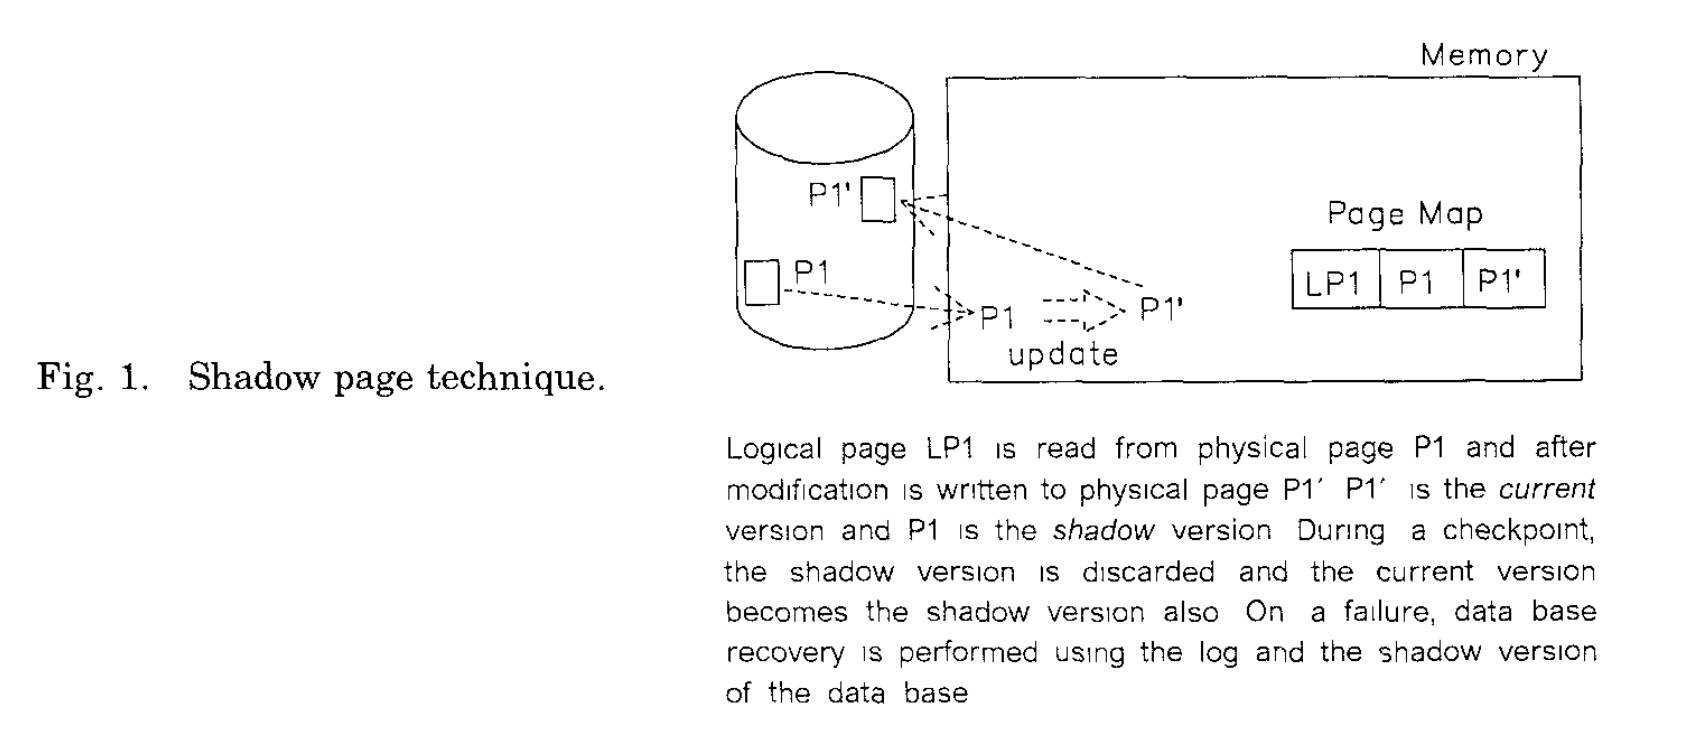 Memory
P1'
Page Map
P1
LP1 P1 P1'
P1 P1'
update
Fig. 1. Shadow page technique.
Logical page LP1 is read from physical page P1 and after
modification is written to physical page P1′ P1′ is the current
version and P1 is the shadow version During a checkpoint,
the shadow version is discarded and the current version
becomes the shadow version also On a failure, data base
recovery is performed using the log and the shadow version
of the data base